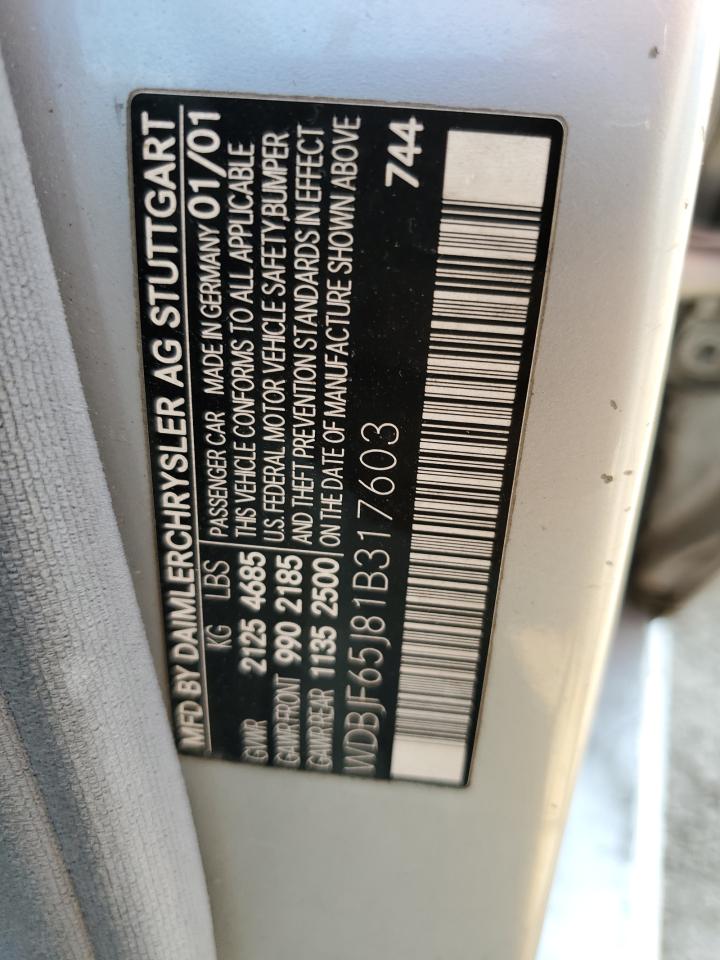 MFD BY DAIMLERCHRYSLER AG STUTTGART
KG LBS
GWR 2125 4685
GAWR FRONT 990 2185
GAWR REAR 1135 2500
PASSENGER CAR MADE IN GERMANY 01/01
THIS VEHICLE CONFORMS TO ALL APPLICABLE
U.S. FEDERAL MOTOR VEHICLE SAFETY, BUMPER
AND THEFT PREVENTION STANDARDS IN EFFECT
ON THE DATE OF MANUFACTURE SHOWN ABOVE
WDBJF65J81B317603 744